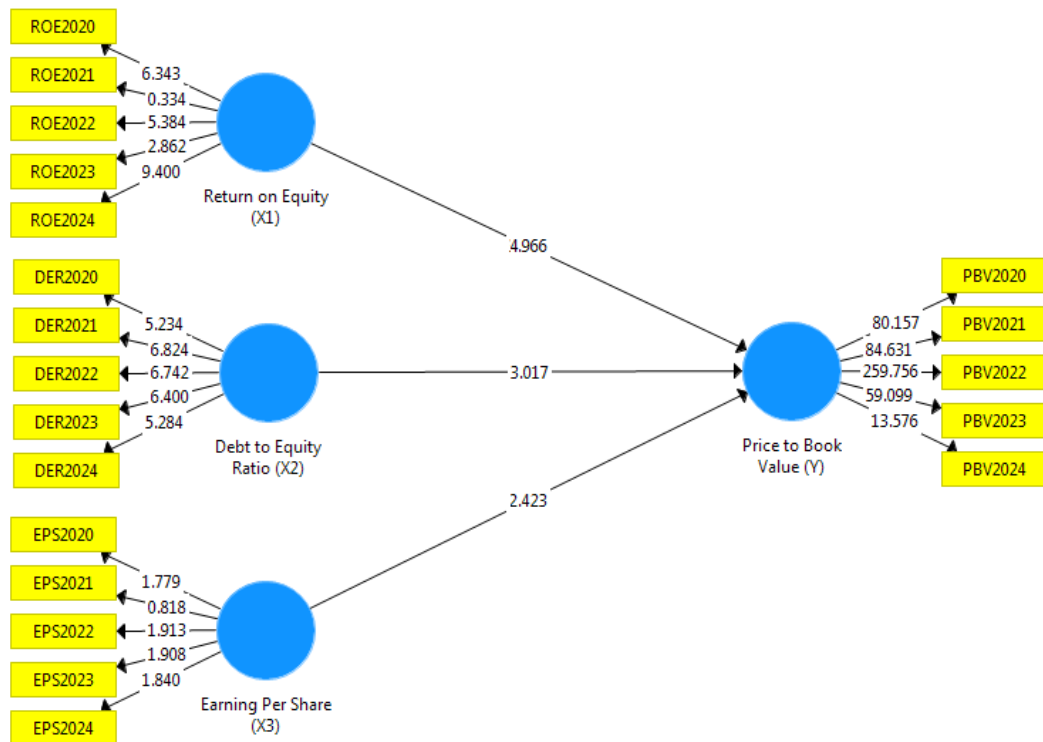 ROE2020
ROE2021
ROE2022
ROE2023
ROE2024
6.343
0.334
5.384
2.862
9.400
Return on Equity
(X1)
4.966
DER2020
DER2021
DER2022
DER2023
DER2024
5.234
6.824
6.742
6.400
5.284
Debt to Equity
Ratio (X2)
3.017
EPS2020
EPS2021
EPS2022
EPS2023
EPS2024
1.779
0.818
1.913
1.908
1.840
Earning Per Share
(X3)
2.423
Price to Book
Value (Y)
80.157
84.631
259.756
59.099
13.576
PBV2020
PBV2021
PBV2022
PBV2023
PBV2024